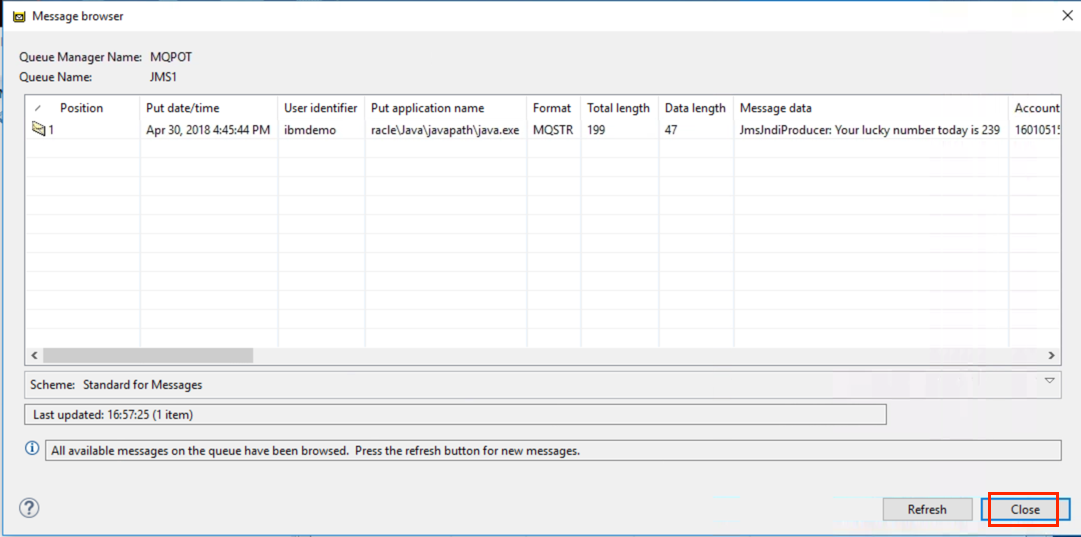 Message browser
Queue Manager Name: MQPOT
Queue Name: JMS1
Position Put date/time User identifier Put application name Format Total length Data length Message data Account
1 Apr 30, 2018 4:45:44 PM ibmdemo racle\Java\javapath\java.exe MQSTR 199 47 JmsJndiProducer: Your lucky number today is 239 16010515
Scheme: Standard for Messages
Last updated: 16:57:25 (1 item)
All available messages on the queue have been browsed. Press the refresh button for new messages.
Refresh Close